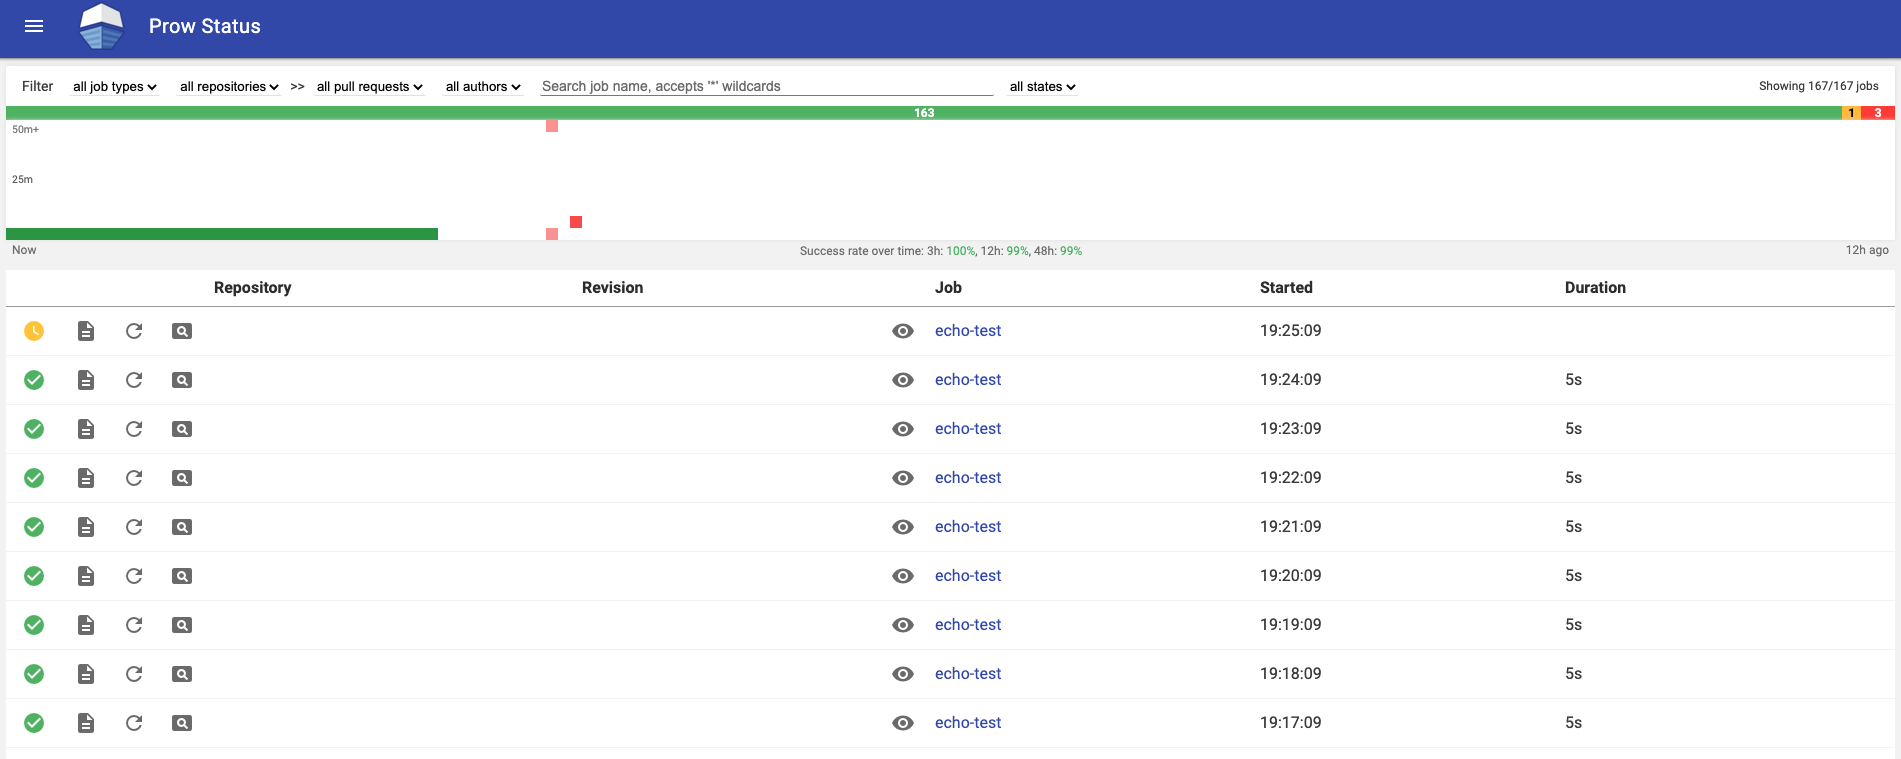 Prow Status
Filter all job types all repositories >> all pull requests all authors Search job name, accepts '*' wildcards all states Showing 167/167 jobs
163 1 3
50m+
25m
Now Success rate over time: 3h: 100%, 12h: 99%, 48h: 99% 12h ago
Repository Revision Job Started Duration
echo-test 19:25:09
echo-test 19:24:09 5s
echo-test 19:23:09 5s
echo-test 19:22:09 5s
echo-test 19:21:09 5s
echo-test 19:20:09 5s
echo-test 19:19:09 5s
echo-test 19:18:09 5s
echo-test 19:17:09 5s